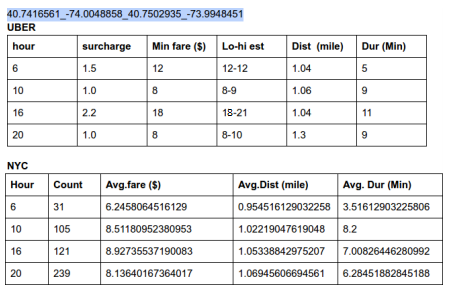 40.7416561_-74.0048858_40.7502935_-73.9948451
UBER
hour surcharge Min fare ($) Lo-hi est Dist (mile) Dur (Min)
6 1.5 12 12-12 1.04 5
10 1.0 8 8-9 1.06 9
16 2.2 18 18-21 1.04 11
20 1.0 8 8-10 1.3 9
NYC
Hour Count Avg.fare ($) Avg.Dist (mile) Avg. Dur (Min)
6 31 6.2458064516129 0.954516129032258 3.51612903225806
10 105 8.51180952380953 1.02219047619048 8.2
16 121 8.92735537190083 1.05338842975207 7.00826446280992
20 239 8.13640167364017 1.06945606694561 6.28451882845188